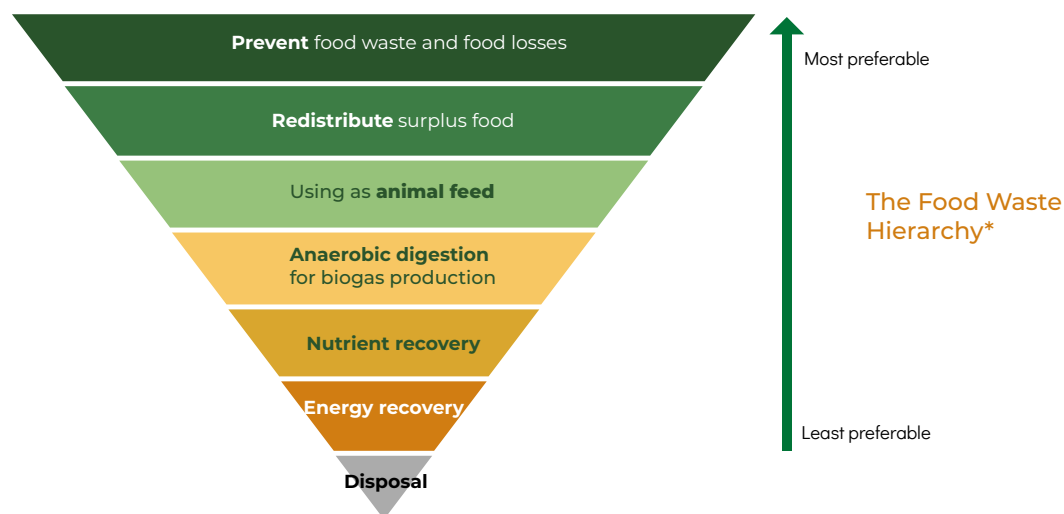 Prevent food waste and food losses
Most preferable
Redistribute surplus food
Using as animal feed
The Food Waste
Hierarchy*
Anaerobic digestion
for biogas production
Nutrient recovery
Energy recovery
Least preferable
Disposal